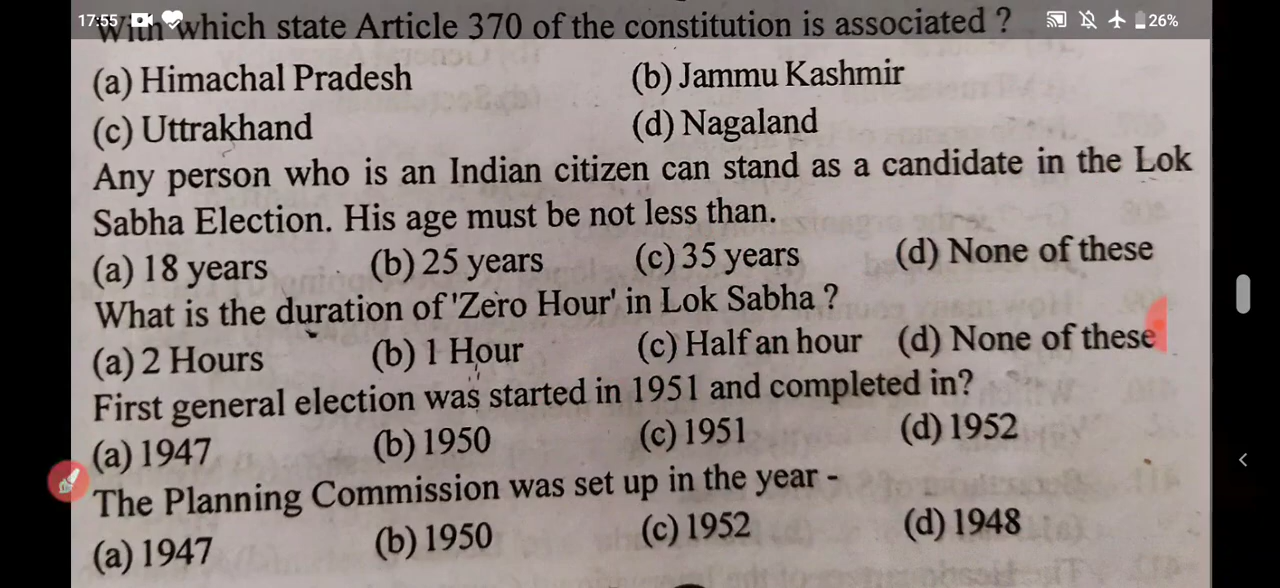 17:55 26%
With which state Article 370 of the constitution is associated ?
(a) Himachal Pradesh (b) Jammu Kashmir
(c) Uttrakhand (d) Nagaland
Any person who is an Indian citizen can stand as a candidate in the Lok
Sabha Election. His age must be not less than.
(a) 18 years (b) 25 years (c) 35 years (d) None of these
What is the duration of 'Zero Hour' in Lok Sabha ?
(a) 2 Hours (b) 1 Hour (c) Half an hour (d) None of these
First general election was started in 1951 and completed in?
(a) 1947 (b) 1950 (c) 1951 (d) 1952
The Planning Commission was set up in the year -
(a) 1947 (b) 1950 (c) 1952 (d) 1948